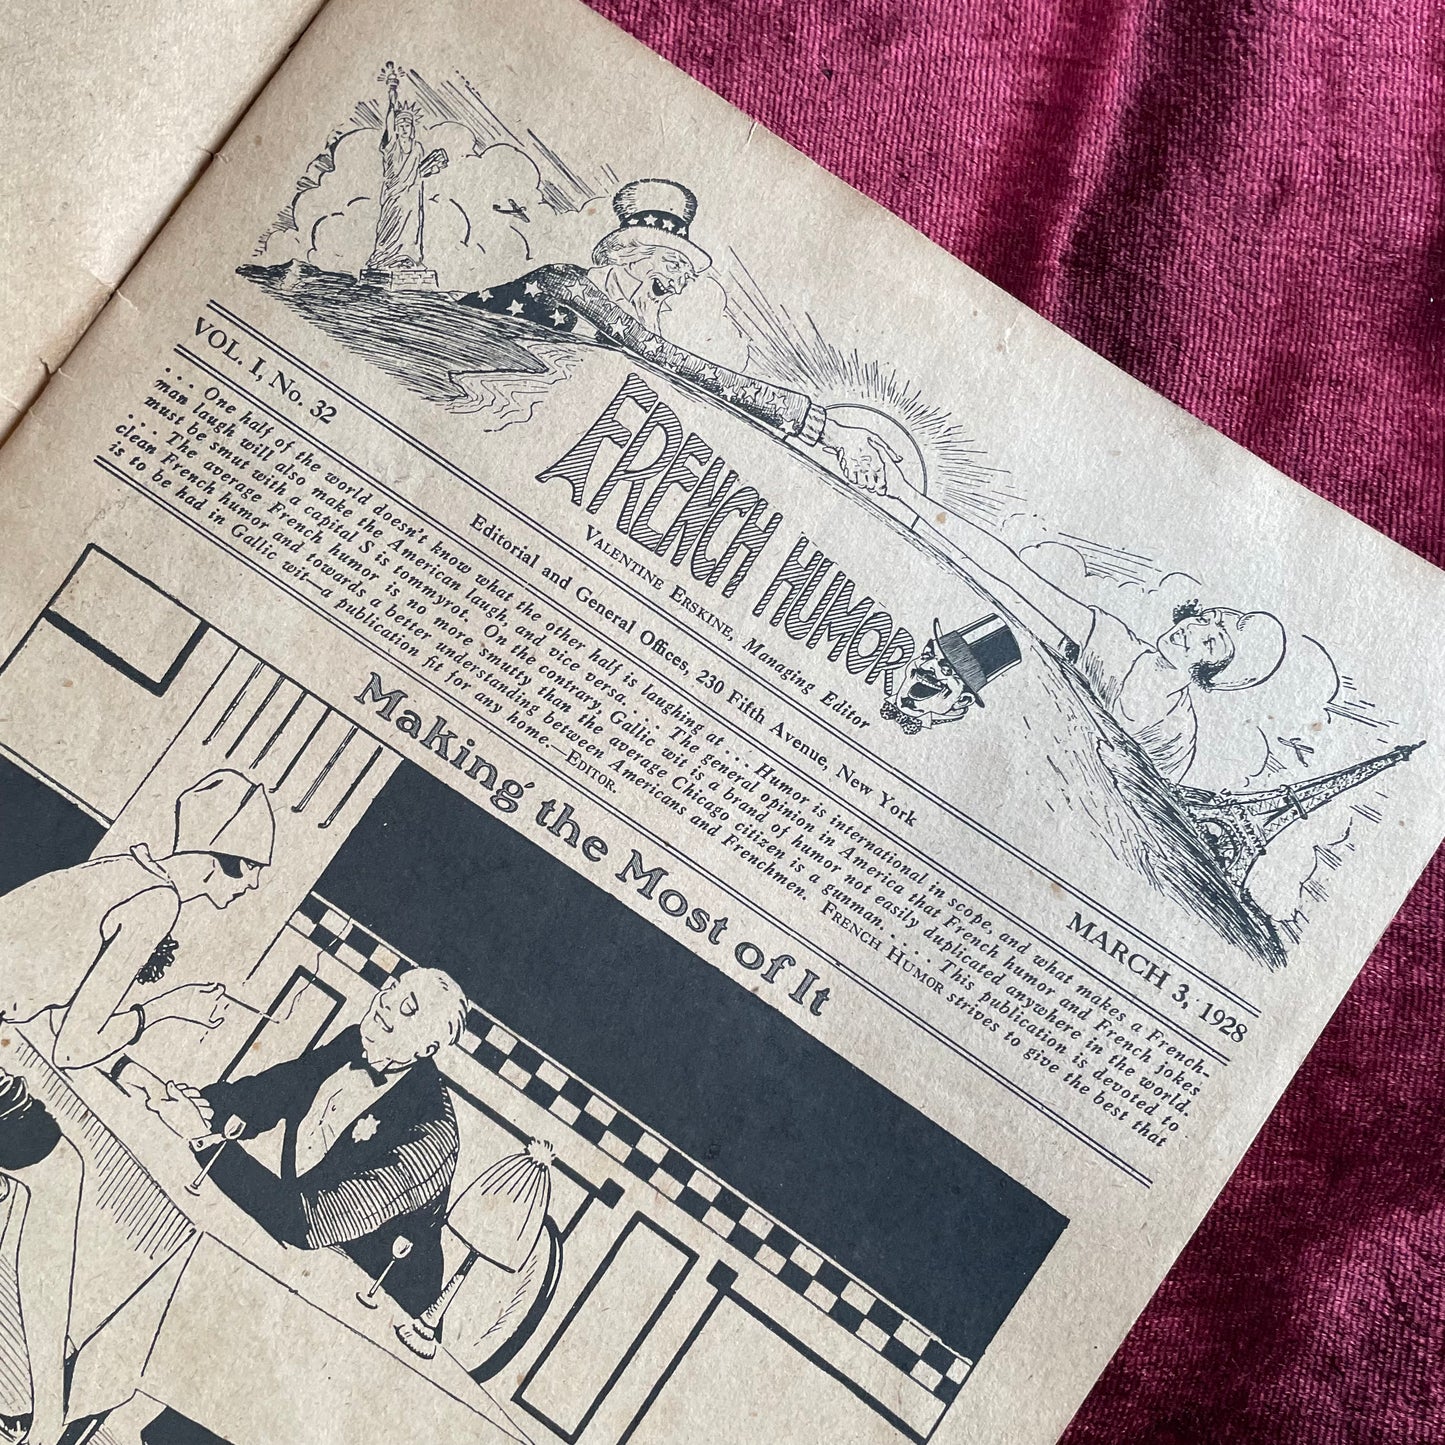 FRENCH HUMOR
VALENTINE ERSKINE, Managing Editor
VOL. I, No. 32
Editorial and General Offices, 230 Fifth Avenue, New York
MARCH 3, 1928
. . . One half of the world doesn't know what the other half is laughing at . . . Humor is international in scope, and what makes a French-
man laugh will also make the American laugh, and vice versa. . . . The general opinion in America that French humor and French jokes
must be smut with a capital S is tommyrot. On the contrary, Gallic wit is a brand of humor not easily duplicated anywhere in the world.
. . . The average French humor is no more smutty than the average Chicago citizen is a gunman. . . . This publication is devoted to
clean French humor and towards a better understanding between Americans and Frenchmen. FRENCH HUMOR strives to give the best that
is to be had in Gallic wit—a publication fit for any home.—EDITOR.
Making the Most of It